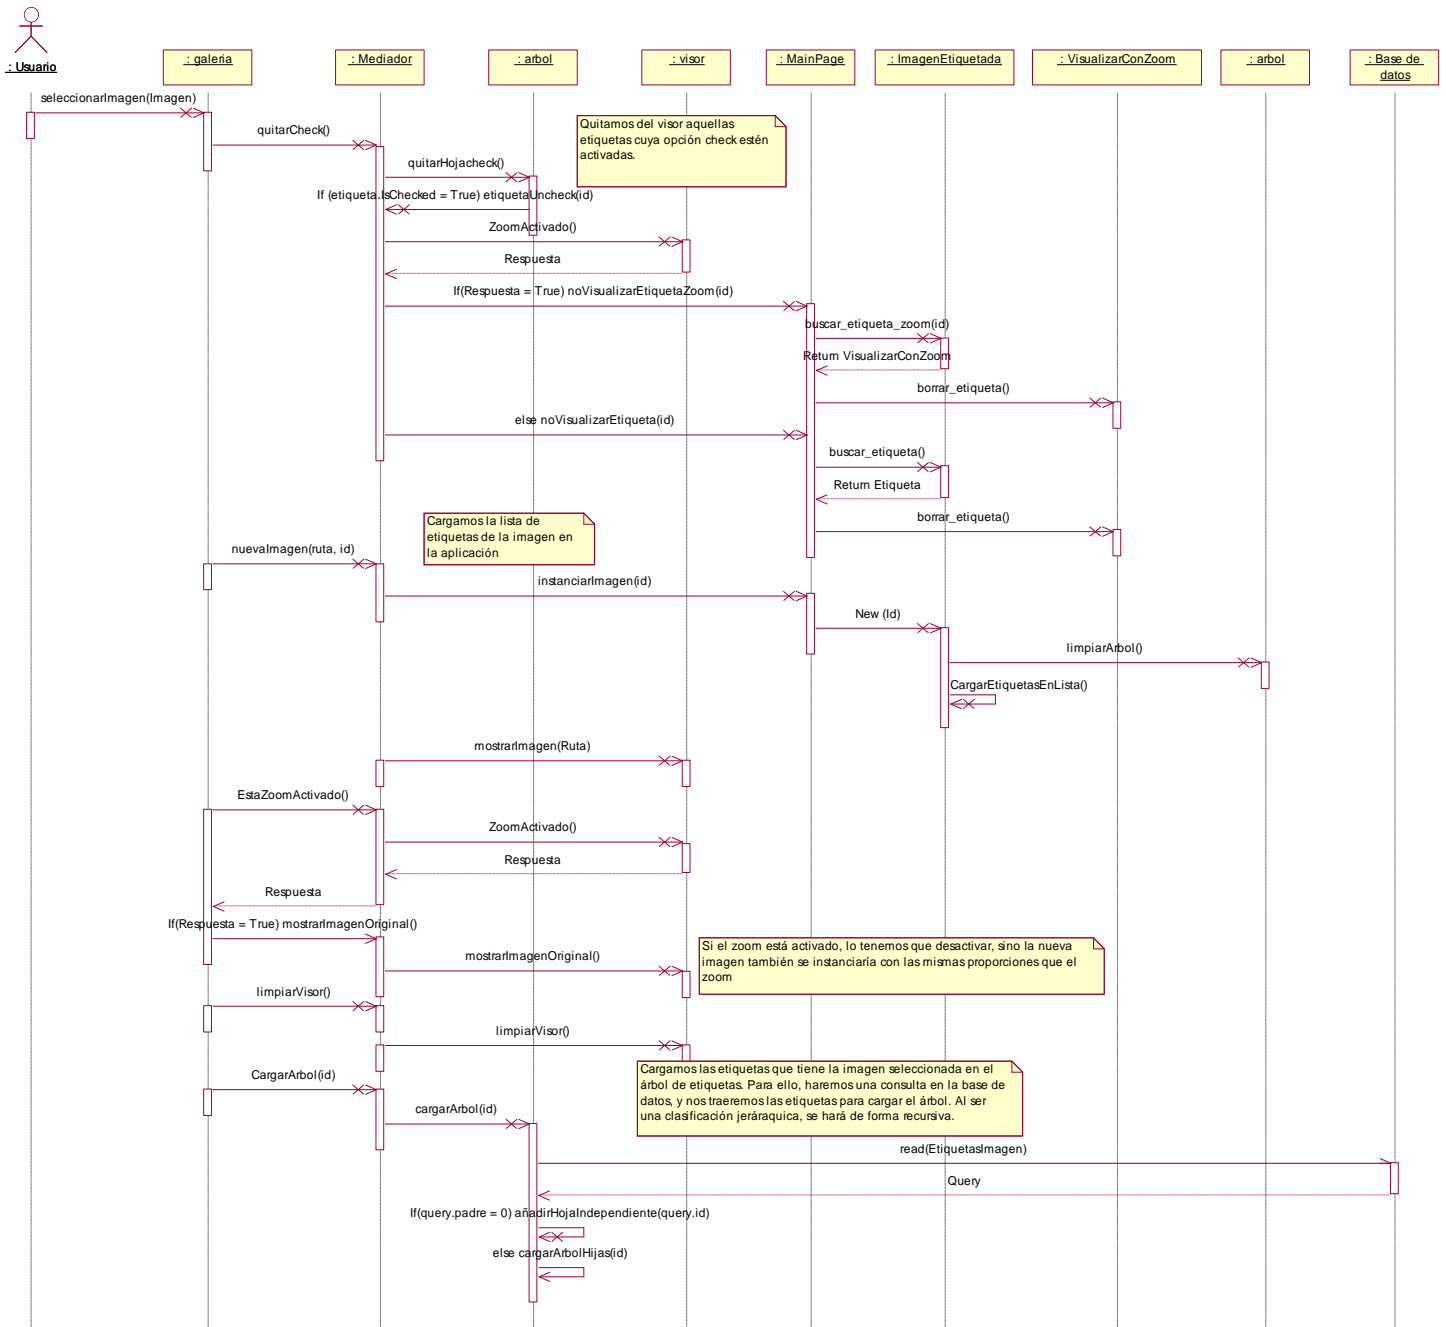 : Usuario
: galeria
: Mediador
: arbol
: visor
: MainPage
: ImagenEtiquetada
: VisualizarConZoom
: arbol
: Base de
datos
seleccionarImagen(Imagen)
quitarCheck()
Quitamos del visor aquellas
etiquetas cuya opción check estén
activadas.
quitarHojacheck()
If (etiqueta.IsChecked = True) etiquetaUncheck(id)
ZoomActivado()
Respuesta
If(Respuesta = True) noVisualizarEtiquetaZoom(id)
buscar_etiqueta_zoom(id)
Return VisualizarConZoom
borrar_etiqueta()
else noVisualizarEtiqueta(id)
buscar_etiqueta()
Return Etiqueta
borrar_etiqueta()
Cargamos la lista de
etiquetas de la imagen en
la aplicación
nuevaImagen(ruta, id)
instanciarImagen(id)
New (Id)
limpiarArbol()
CargarEtiquetasEnLista()
mostrarImagen(Ruta)
EstaZoomActivado()
ZoomActivado()
Respuesta
Respuesta
If(Respuesta = True) mostrarImagenOriginal()
Si el zoom está activado, lo tenemos que desactivar, sino la nueva
imagen también se instanciaría con las mismas proporciones que el
zoom
mostrarImagenOriginal()
limpiarVisor()
limpiarVisor()
Cargamos las etiquetas que tiene la imagen seleccionada en el
árbol de etiquetas. Para ello, haremos una consulta en la base de
datos, y nos traeremos las etiquetas para cargar el árbol. Al ser
una clasificación jeráraquica, se hará de forma recursiva.
CargarArbol(id)
cargarArbol(id)
read(EtiquetasImagen)
Query
If(query.padre = 0) añadirHojaIndependiente(query.id)
else cargarArbolHijas(id)